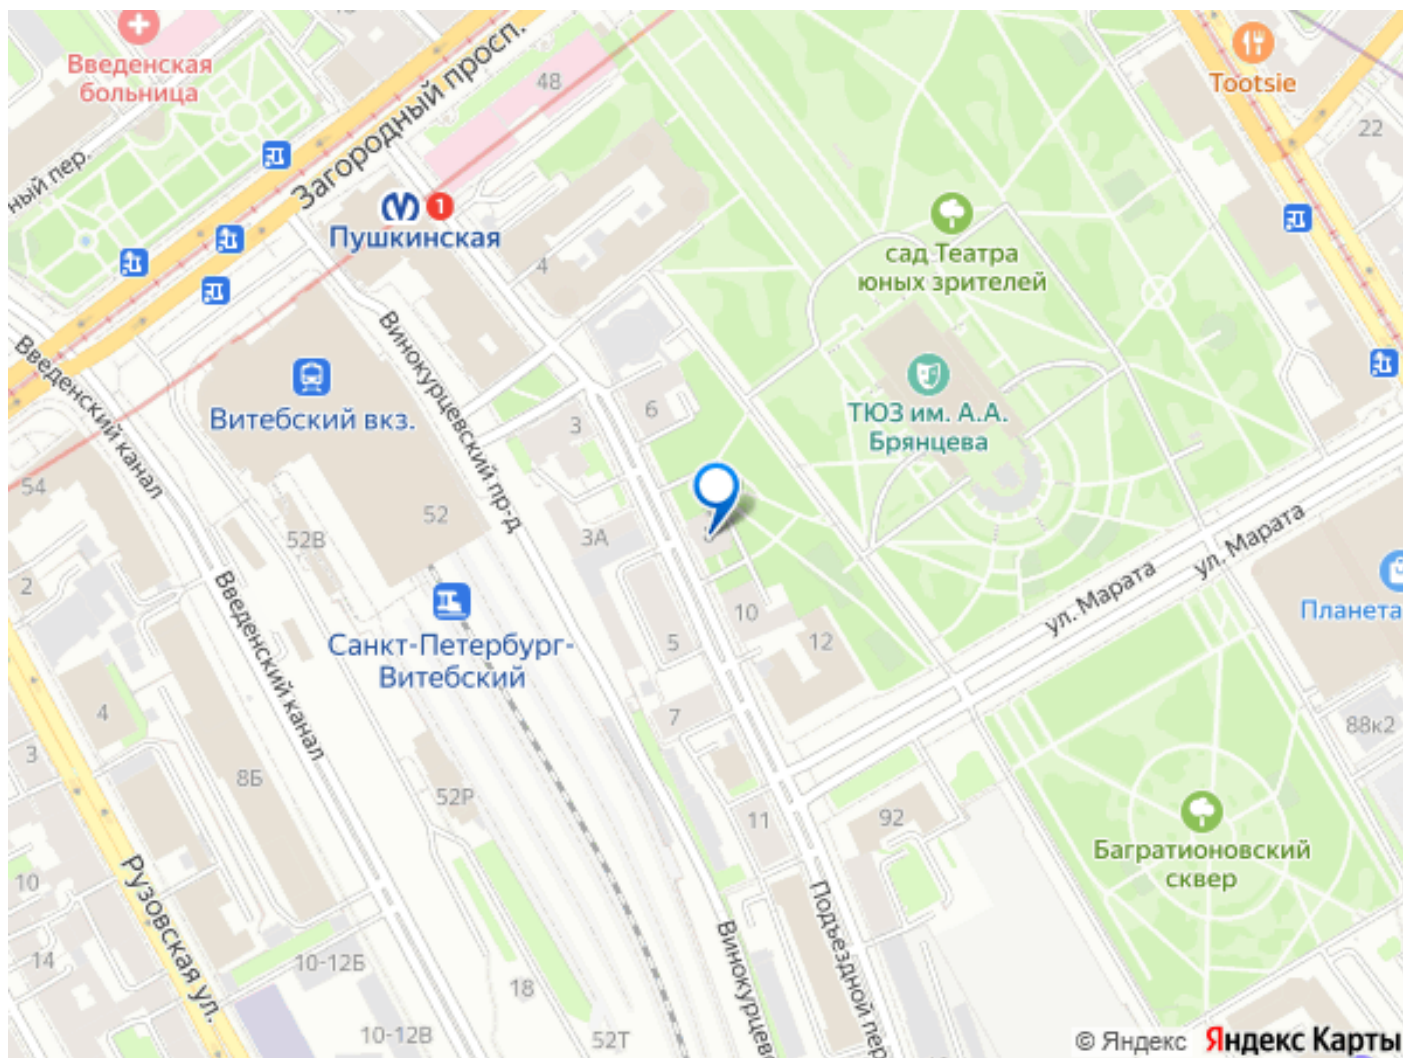 Введенская
больница
48
Tootsie
22
Загородный просп.
ный пер.
1
Пушкинская
4
сад Театра
юных зрителей
Введенский канал
Винокурцевский пр-д
Витебский вкз.
ТЮЗ им. А.А.
Брянцева
6
3
54
52
52В
3А
ул. Марата
ул. Марата
2
Введенский канал
10
Планета
12
5
Санкт-Петербург-
Витебский
4
7
88к2
3
8Б
52Р
11
92
Багратионовский
сквер
10
Рузовская ул.
Подъездной пер
Винокурцево
14
10-12Б
18
10-12В
52Т
© Яндекс Яндекс Карты